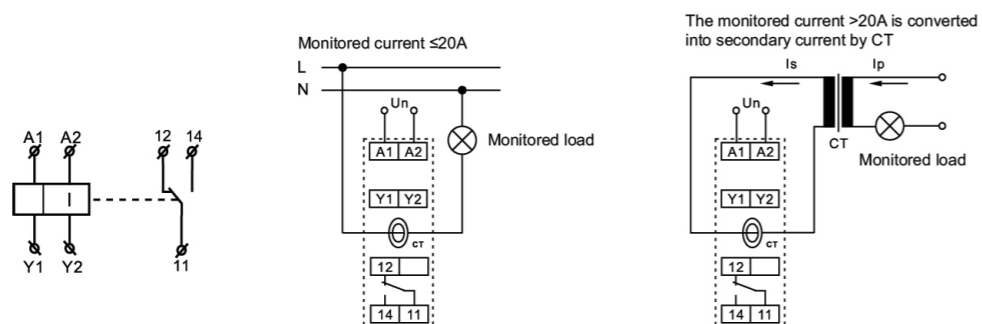 A1 A2 12 14
I
Y1 Y2 11
Monitored current ≤20A
L
N
Un
A1 A2
Monitored load
Y1 Y2
CT
12
14 11
The monitored current >20A is converted
into secondary current by CT
Is Ip
Un
CT
A1 A2
Monitored load
Y1 Y2
CT
12
14 11